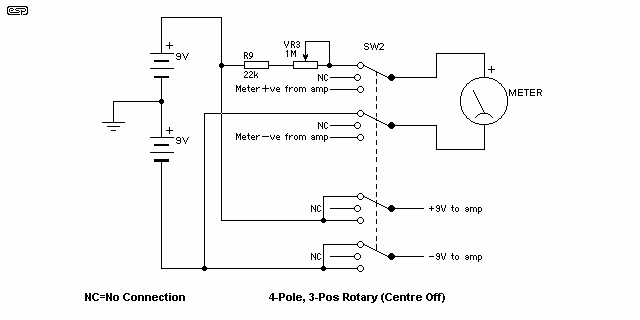 esp
+
9V
+
9V
R9
22k
VR3
1M
SW2
NC
Meter+ve from amp
NC
Meter-ve from amp
+
METER
NC
+9V to amp
NC
-9V to amp
NC=No Connection
4-Pole, 3-Pos Rotary (Centre Off)